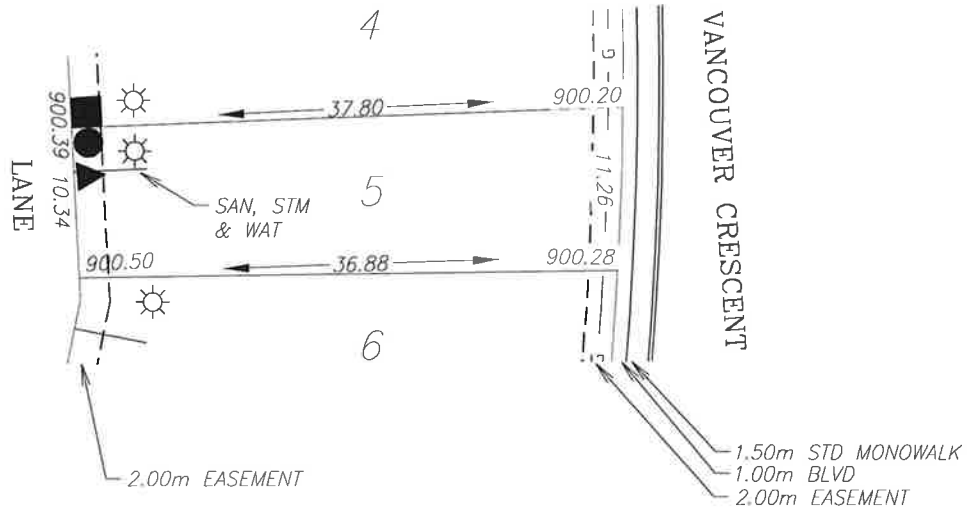 4
VANCOUVER CRESCENT
37.80
900.20
900.39
10.34
LANE
5
11.26
SAN, STM
& WAT
900.50
36.88
900.28
6
2.00m EASEMENT
1.50m STD MONOWALK
1.00m BLVD
2.00m EASEMENT